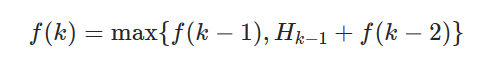 f(k) = max{f(k − 1), H_{k−1} + f(k − 2)}